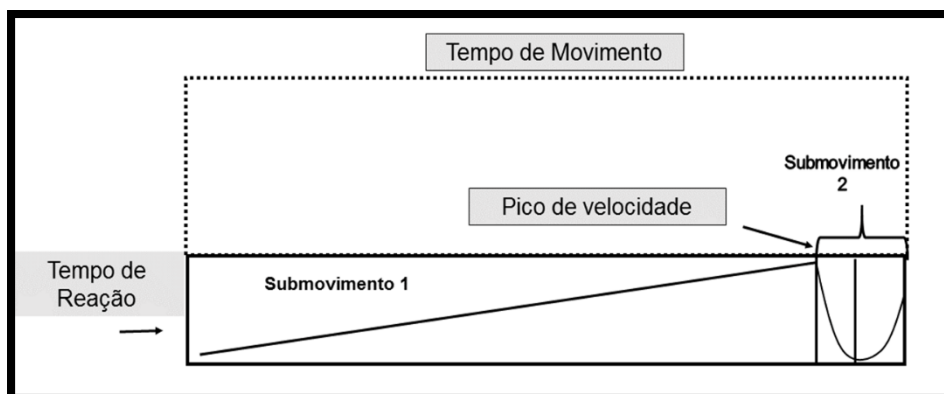 Tempo de Movimento
Submovimento
2
Pico de velocidade
Tempo de
Reação
Submovimento 1